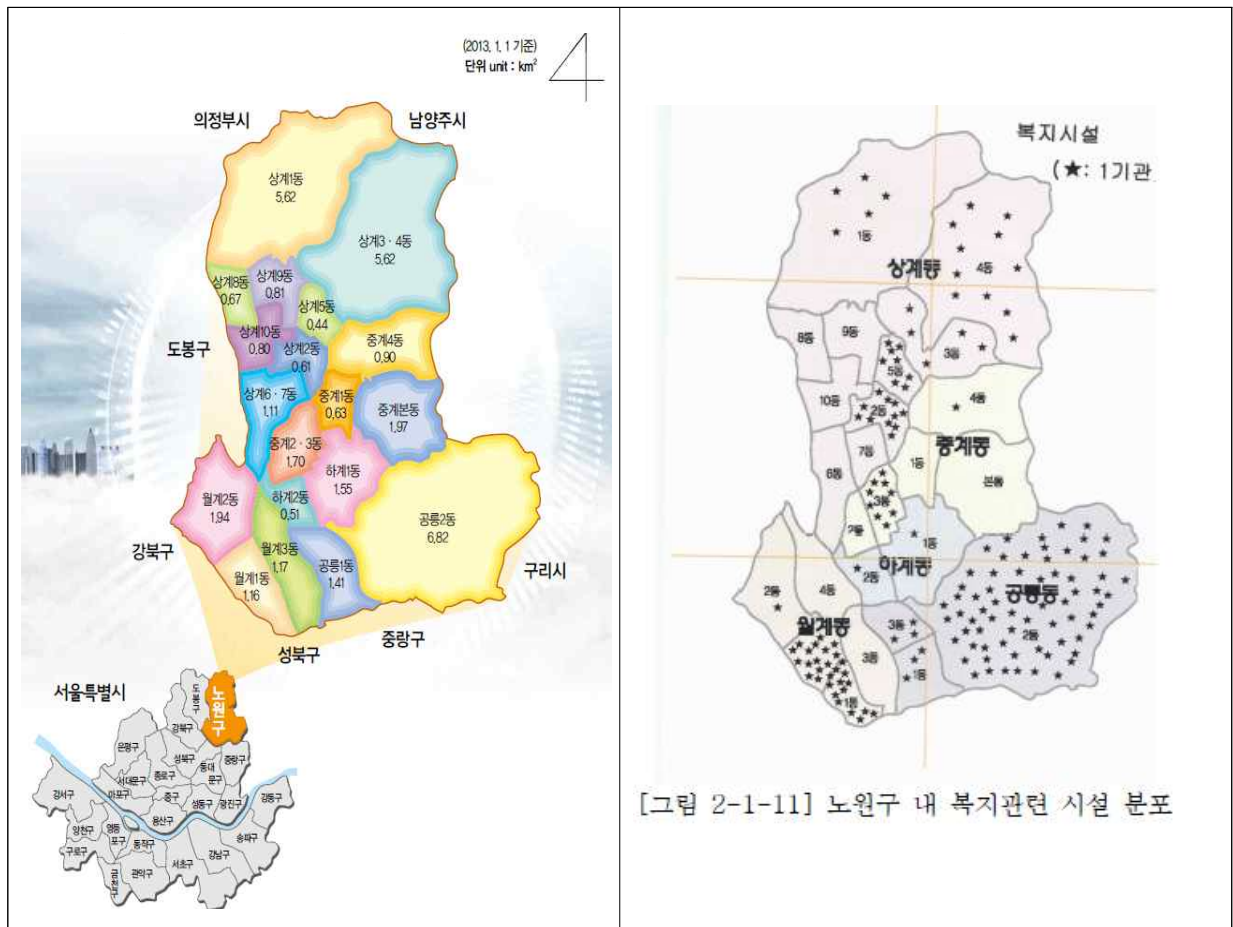 (2013. 1. 1 기준)
단위 unit : km²
의정부시
남양주시
상계1동
5.62
상계3·4동
5.62
상계8동
0.67
상계9동
0.81
상계5동
0.44
상계10동
0.80
도봉구
상계2동
0.61
중계4동
0.90
상계6·7동
1.11
중계1동
0.63
중계본동
1.97
중계2·3동
1.70
하계1동
1.55
월계2동
1.94
하계2동
0.51
공릉2동
6.82
강북구
월계3동
1.17
공릉1동
1.41
구리시
월계1동
1.16
중랑구
성북구
서울특별시
도봉구
노원구
강북구
은평구
성북구
중랑구
서대문구
종로구
동대문구
강서구
마포구
중구
성동구
광진구
강동구
용산구
양천구
영등포구
동작구
송파구
구로구
강남구
서초구
관악구
금천구
복지시설
(★: 1기관
1동
4동
상계동
8동
9동
3동
5동
10동
2동
4동
중계동
7동
1동
6동
본동
3동
2동
1동
하계동
2동
2동
4동
공릉동
월계동
3동
2동
3동
1동
1동
[그림 2-1-11] 노원구 내 복지관련 시설 분포